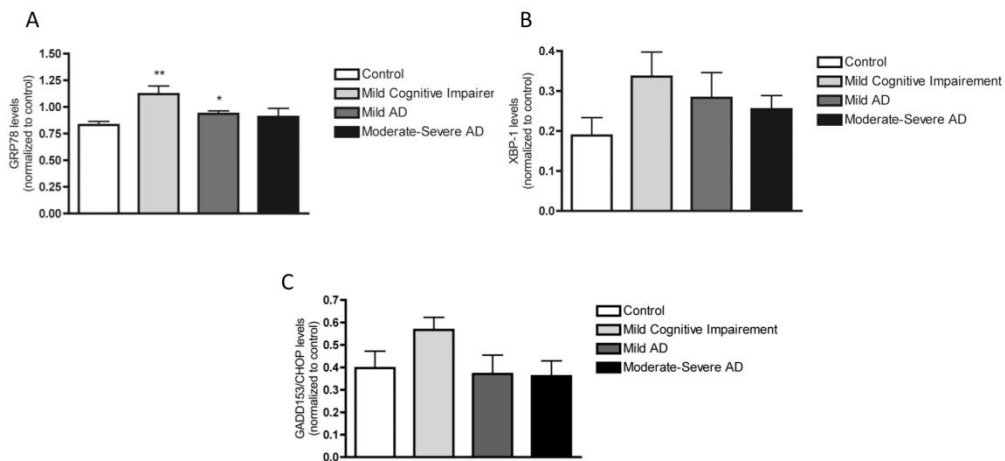 A
GRP78 levels
(normalized to control)
1.50
1.25
1.00
0.75
0.50
0.25
0.00
**
*
Control
Mild Cognitive Impairer
Mild AD
Moderate-Severe AD
B
XBP-1 levels
(normalized to control)
0.4
0.3
0.2
0.1
0.0
Control
Mild Cognitive Impairement
Mild AD
Moderate-Severe AD
C
GADD153/CHOP levels
(normalized to control)
0.7
0.6
0.5
0.4
0.3
0.2
0.1
0.0
Control
Mild Cognitive Impairement
Mild AD
Moderate-Severe AD